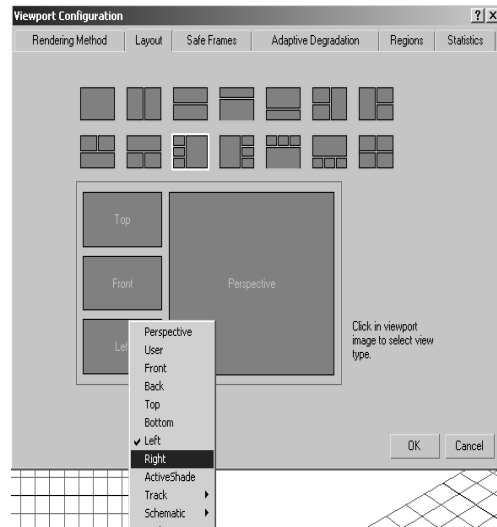 Viewport Configuration
Rendering Method Layout Safe Frames Adaptive Degradation Regions Statistics
Top
Front
Perspective
Click in viewport
image to select view
type.
Perspective
User
Front
Back
Top
Bottom
Left
Right
ActiveShade
Track
Schematic
OK Cancel